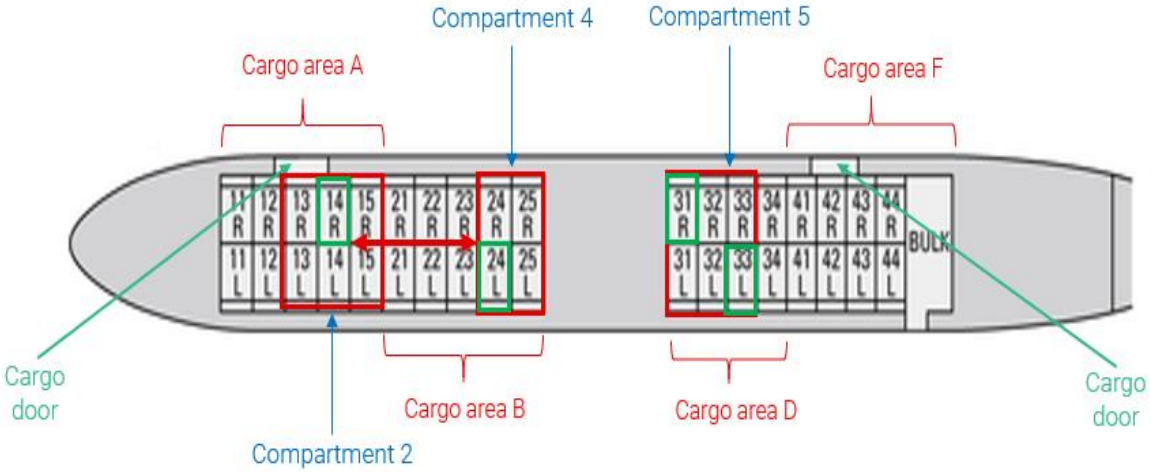 Compartment 4
Compartment 5
Cargo area A
Cargo area F
11 12 13 14 15 21 22 23 24 25 31 32 33 34 41 42 43 44
R R R R R R R R R R R R R R R R R R
BULK
11 12 13 14 15 21 22 23 24 25 31 32 33 34 41 42 43 44
L L L L L L L L L L L L L L L L L L
Cargo
door
Cargo area B
Cargo area D
Cargo
door
Compartment 2